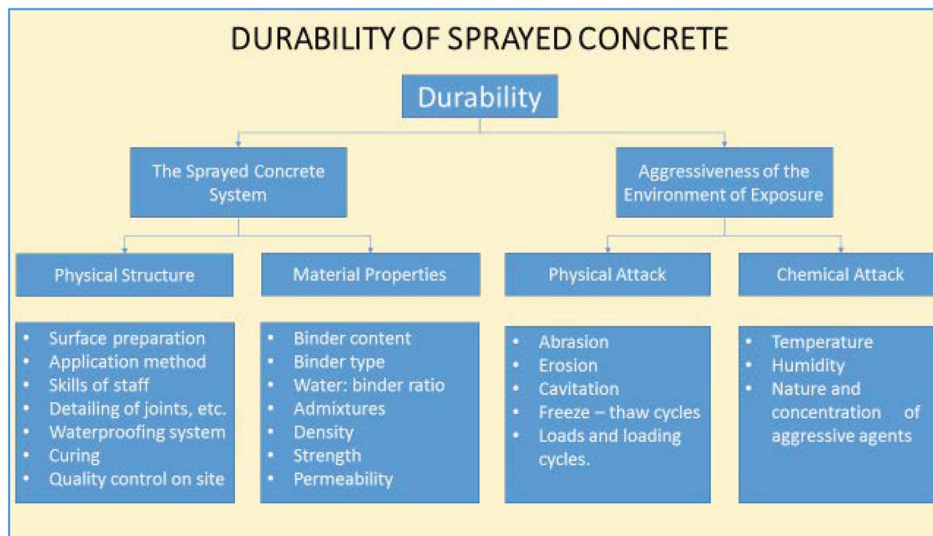 DURABILITY OF SPRAYED CONCRETE
Durability
The Sprayed Concrete
System
Aggressiveness of the
Environment of Exposure
Physical Structure
Material Properties
Physical Attack
Chemical Attack
• Surface preparation
• Application method
• Skills of staff
• Detailing of joints, etc.
• Waterproofing system
• Curing
• Quality control on site
• Binder content
• Binder type
• Water: binder ratio
• Admixtures
• Density
• Strength
• Permeability
• Abrasion
• Erosion
• Cavitation
• Freeze – thaw cycles
• Loads and loading
cycles.
• Temperature
• Humidity
• Nature and
concentration of
aggressive agents